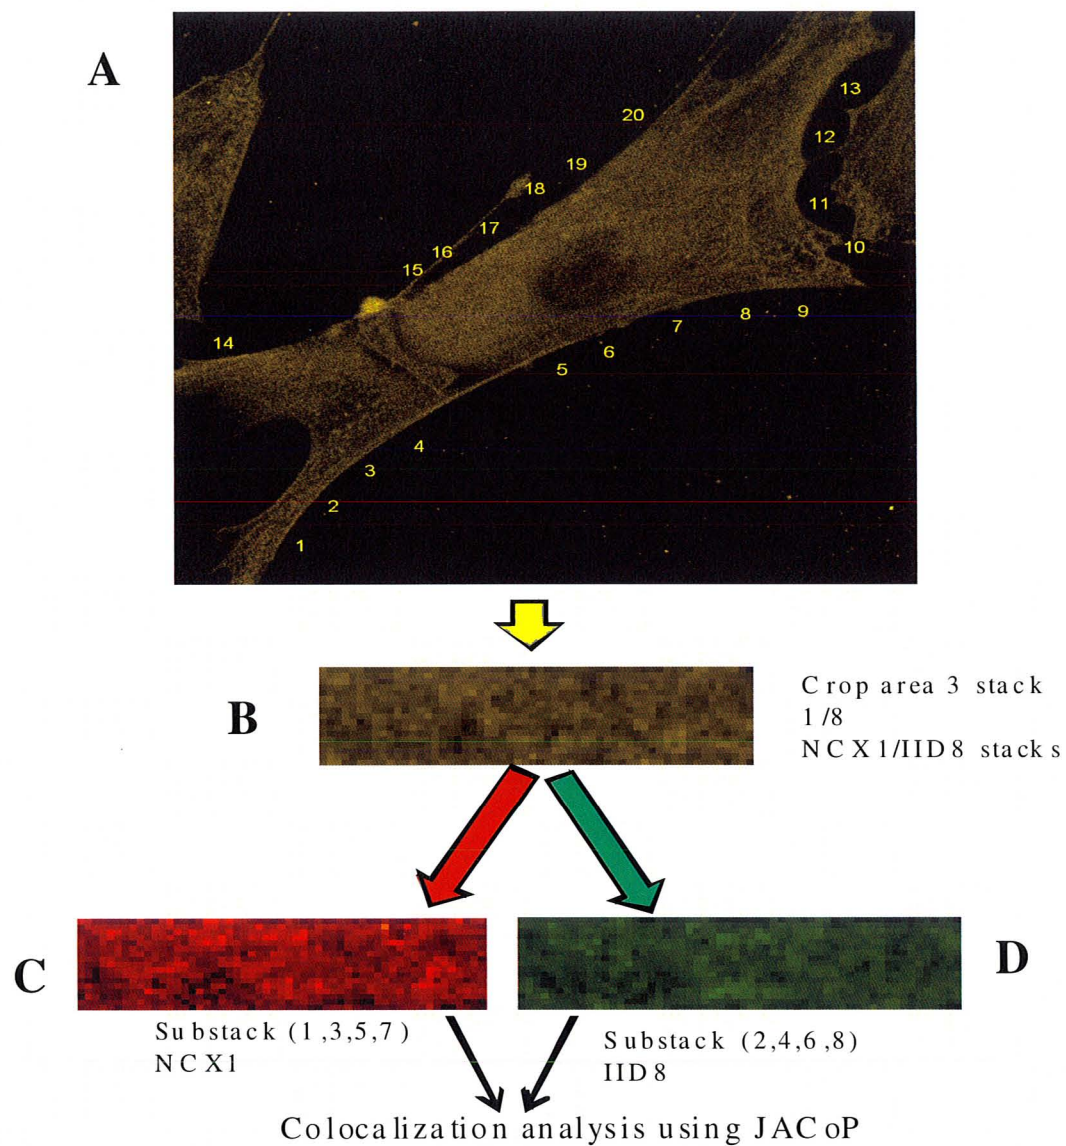 A
20
13
12
19
18
11
17
10
16
15
9
8
7
14
6
5
4
3
2
1
B
Crop area 3 stack
1/8
NCX1/IID8 stacks
C
D
Substack (1,3,5,7)
NCX1
Substack (2,4,6,8)
IID8
Colocalization analysis using JACoP